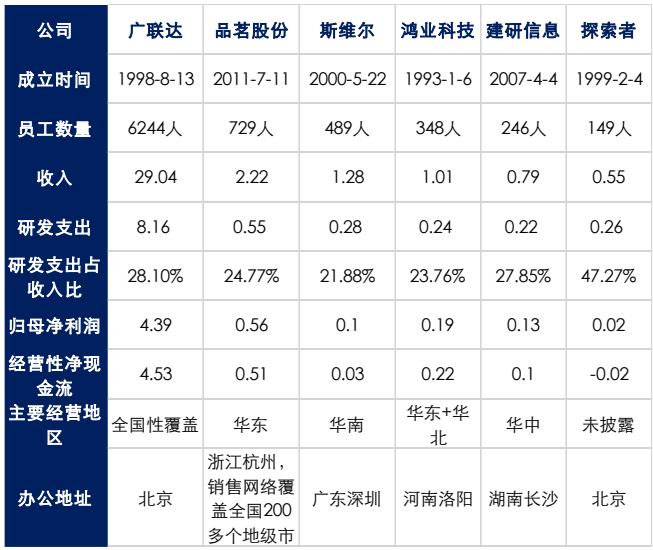 公司 广联达 品茗股份 斯维尔 鸿业科技 建研信息 探索者
成立时间 1998-8-13 2011-7-11 2000-5-22 1993-1-6 2007-4-4 1999-2-4
员工数量 6244人 729人 489人 348人 246人 149人
收入 29.04 2.22 1.28 1.01 0.79 0.55
研发支出 8.16 0.55 0.28 0.24 0.22 0.26
研发支出占
收入比 28.10% 24.77% 21.88% 23.76% 27.85% 47.27%
归母净利润 4.39 0.56 0.1 0.19 0.13 0.02
经营性净现
金流 4.53 0.51 0.03 0.22 0.1 -0.02
主要经营地
区 全国性覆盖 华东 华南 华东+华
北 华中 未披露
办公地址 北京 浙江杭州，
销售网络覆
盖全国200
多个地级市 广东深圳 河南洛阳 湖南长沙 北京